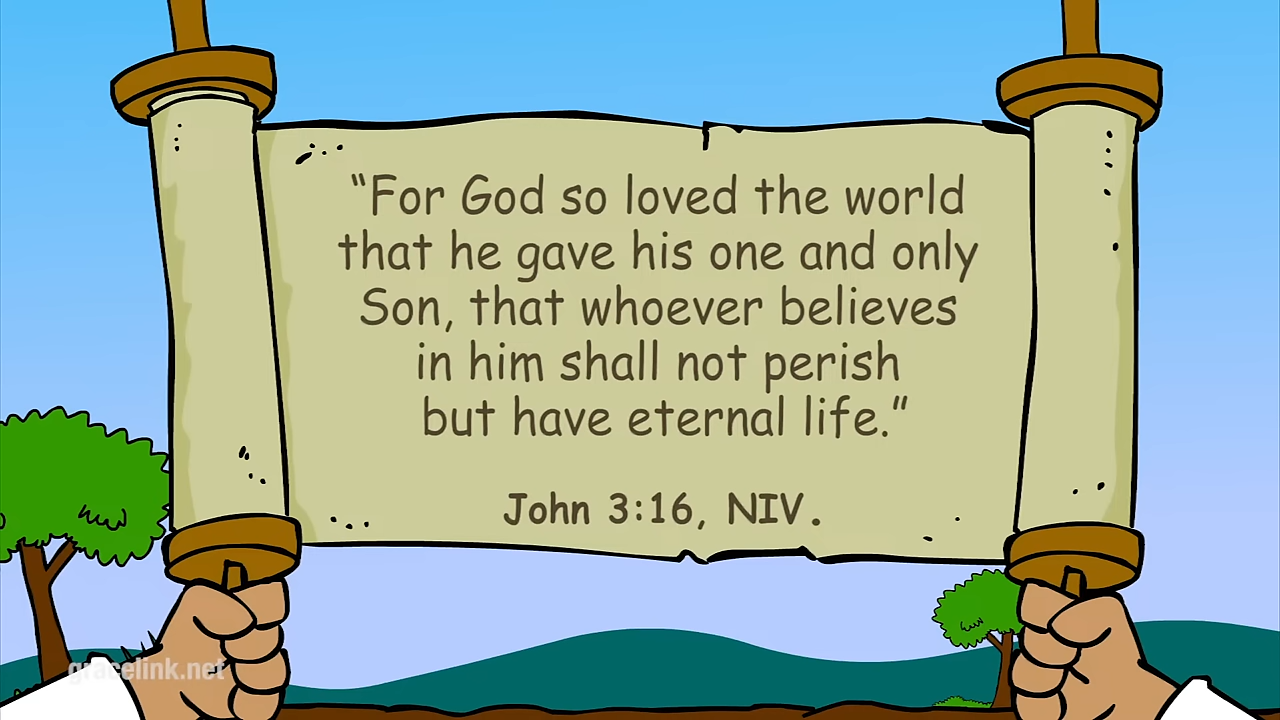 “For God so loved the world
that he gave his one and only
Son, that whoever believes
in him shall not perish
but have eternal life.”
John 3:16, NIV.
gracelink.net